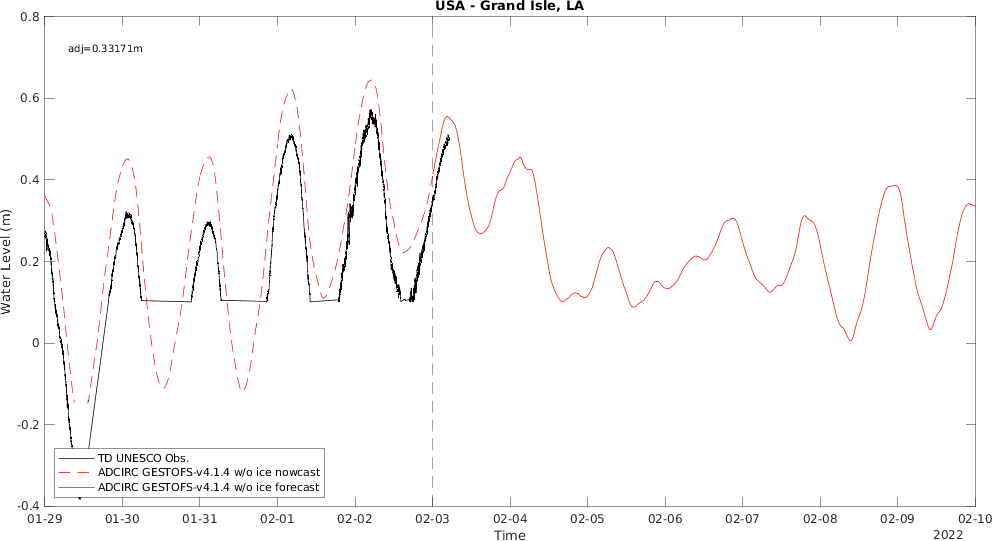 USA - Grand Isle, LA
adj=0.33171m
0.8
0.6
0.4
0.2
0
-0.2
-0.4
Water Level (m)
TD UNESCO Obs.
ADCIRC GESTOFS-v4.1.4 w/o ice nowcast
ADCIRC GESTOFS-v4.1.4 w/o ice forecast
01-29 01-30 01-31 02-01 02-02 02-03 02-04 02-05 02-06 02-07 02-08 02-09 02-10
Time
2022